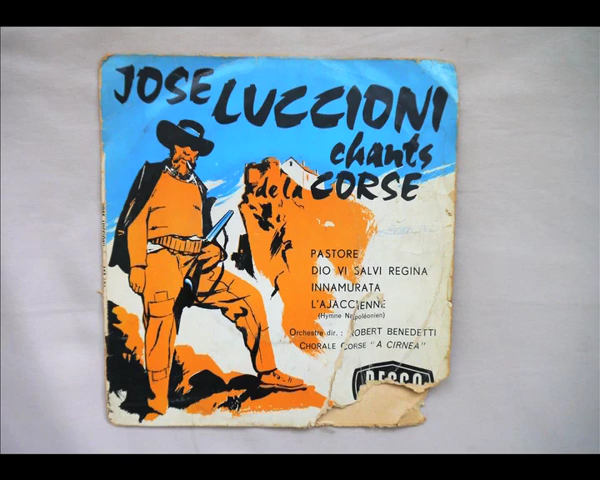 JOSE LUCCIONI
chants
de la CORSE
PASTORE
DIO VI SALVI REGINA
INNAMURATA
L'AJACCIENNE
(Hymne Napoléonien)
Orchestre dir. : ROBERT BENEDETTI
CHORALE CORSE "A CIRNEA"